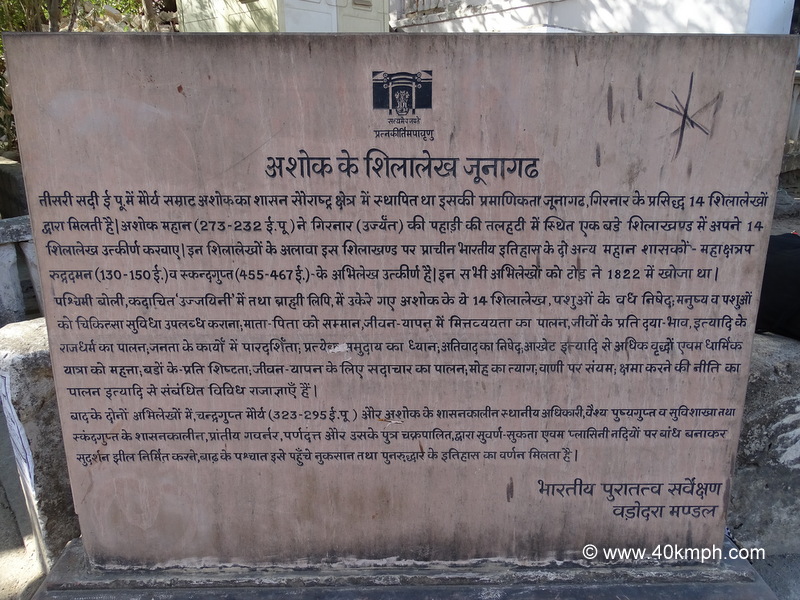 सत्यमेव जयते
प्रत्नकीर्तिमपावृणु
अशोक के शिलालेख जूनागढ
तीसरी सदी ई पू में मौर्य सम्राट अशोक का शासन सौराष्ट्र क्षेत्र में स्थापित था इसकी प्रमाणिकता जूनागढ, गिरनार के प्रसिद्ध 14 शिलालेखों
द्वारा मिलती है| अशोक महान (273-232 ई.पू.) ने गिरनार (उर्ज्यंत) की पहाड़ी की तलहटी में स्थित एक बडे शिलाखण्ड में अपने 14
शिलालेख उत्कीर्ण करवाए| इन शिलालेखों के अलावा इस शिलाखण्ड पर प्राचीन भारतीय इतिहास के दो अन्य महान शासकों - महाक्षत्रप
रुद्रदमन (130-150 ई.) व स्कन्दगुप्त (455-467 ई.)- के अभिलेख उत्कीर्ण है| इन सभी अभिलेखों को टोड ने 1822 में खोजा था |
पश्चिमी बोली, कदाचित 'उज्जयिनी' में तथा ब्राह्मी लिपि, में उकेरे गए अशोक के ये 14 शिलालेख, पशुओं के वध निषेद; मनुष्य व पशुओं
को चिकित्सा सुविधा उपलब्ध कराना; माता-पिता को सम्मान, जीवन-यापन में मित्तव्ययता का पालन, जीवों के प्रति दया-भाव, इत्यादि के
राजधर्म का पालन; जनता के कार्यों में पारदर्शिता; प्रत्येक समुदाय का ध्यान; अतिवाद का निषेद; आखेट इत्यादि से अधिक वृद्धों एवम धार्मिक
यात्रा को महत्ता; बडों के-प्रति शिष्टता; जीवन-यापन के लिए सदाचार का पालन; मोह का त्याग; वाणी पर संयम; क्षमा करने की नीति का
पालन इत्यादि से संबंधित विविध राजाज्ञाएँ हैं |
बाद के दोनों अभिलेखों में, चन्द्रगुप्त मौर्य (323-295 ई.पू ) और अशोक के शासनकालीन स्थानीय अधिकारी, वैश्य पुष्यगुप्त व सुविशाखा तथा
स्कंदगुप्त के शासनकालीन, प्रांतीय गवर्नर, पर्णदत्त और उसके पुत्र चक्रपालित, द्वारा सुवर्ण-सुकता एवम प्लासिनी नदियों पर बांध बनाकर
सुदर्शन झील निर्मित करने, बाढ़ के पश्चात इसे पहुँचे नुकसान तथा पुनरुद्धार के इतिहास का वर्णन मिलता है |
भारतीय पुरातत्व सर्वेक्षण
वड़ोदरा मण्डल
© www.40kmph.com